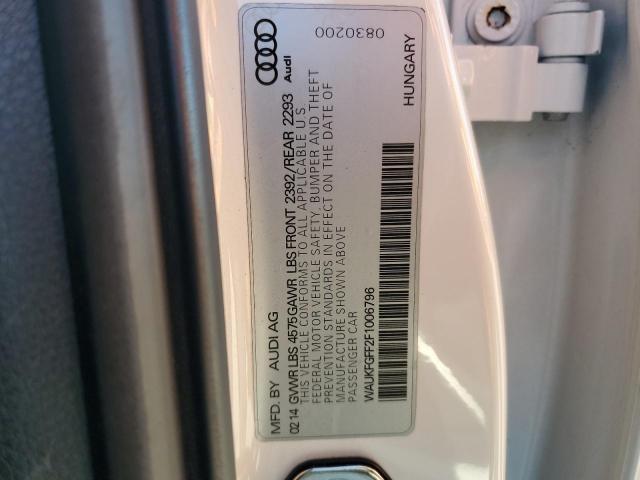 MFD. BY AUDI AG
Audi
02.14 GVWR LBS 4575 GAWR LBS FRONT 2392/REAR 2293
THIS VEHICLE CONFORMS TO ALL APPLICABLE U.S.
FEDERAL MOTOR VEHICLE SAFETY, BUMPER AND THEFT
PREVENTION STANDARDS IN EFFECT ON THE DATE OF
MANUFACTURE SHOWN ABOVE
PASSENGER CAR
0830200
WAUKFGFF2F1006796
HUNGARY